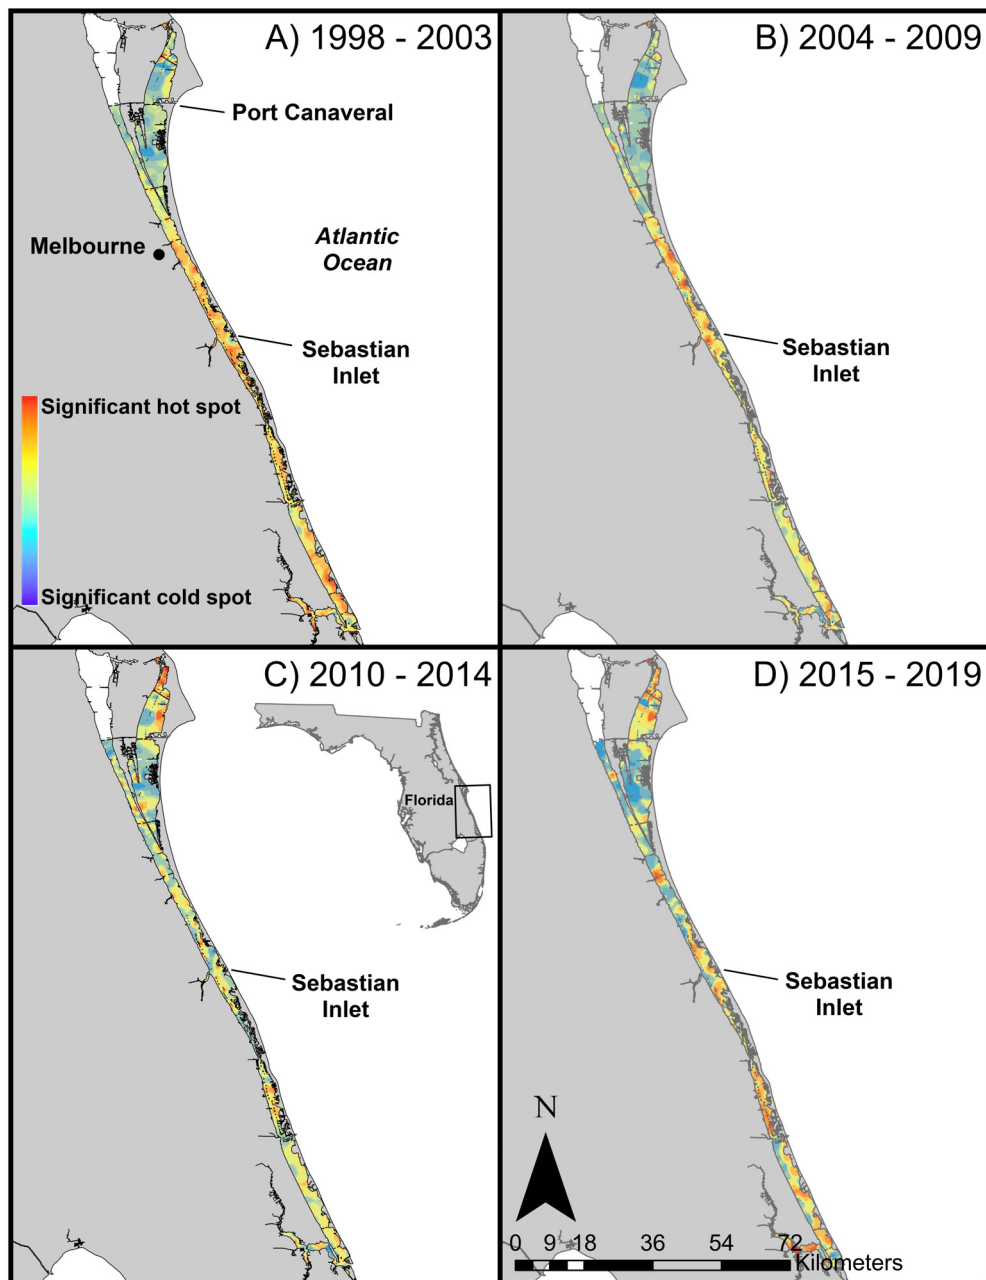 A) 1998 - 2003
Port Canaveral
Melbourne
Atlantic
Ocean
Sebastian
Inlet
Significant hot spot
Significant cold spot
B) 2004 - 2009
Sebastian
Inlet
C) 2010 - 2014
Florida
Sebastian
Inlet
D) 2015 - 2019
Sebastian
Inlet
N
0 9 18 36 54 72
Kilometers